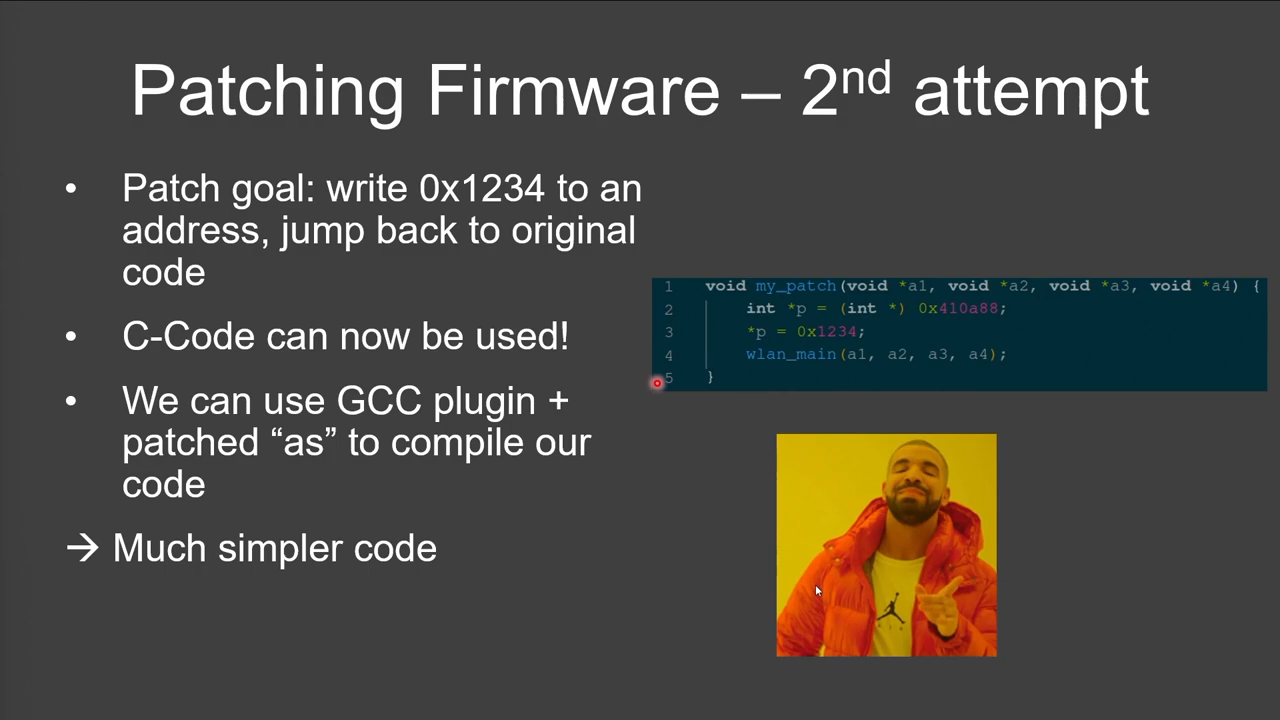 Patching Firmware – 2nd attempt
• Patch goal: write 0x1234 to an
address, jump back to original
code
• C-Code can now be used!
• We can use GCC plugin +
patched “as” to compile our
code
→ Much simpler code
1 void my_patch(void *a1, void *a2, void *a3, void *a4) {
2 int *p = (int *) 0x410a88;
3 *p = 0x1234;
4 wlan_main(a1, a2, a3, a4);
5 }